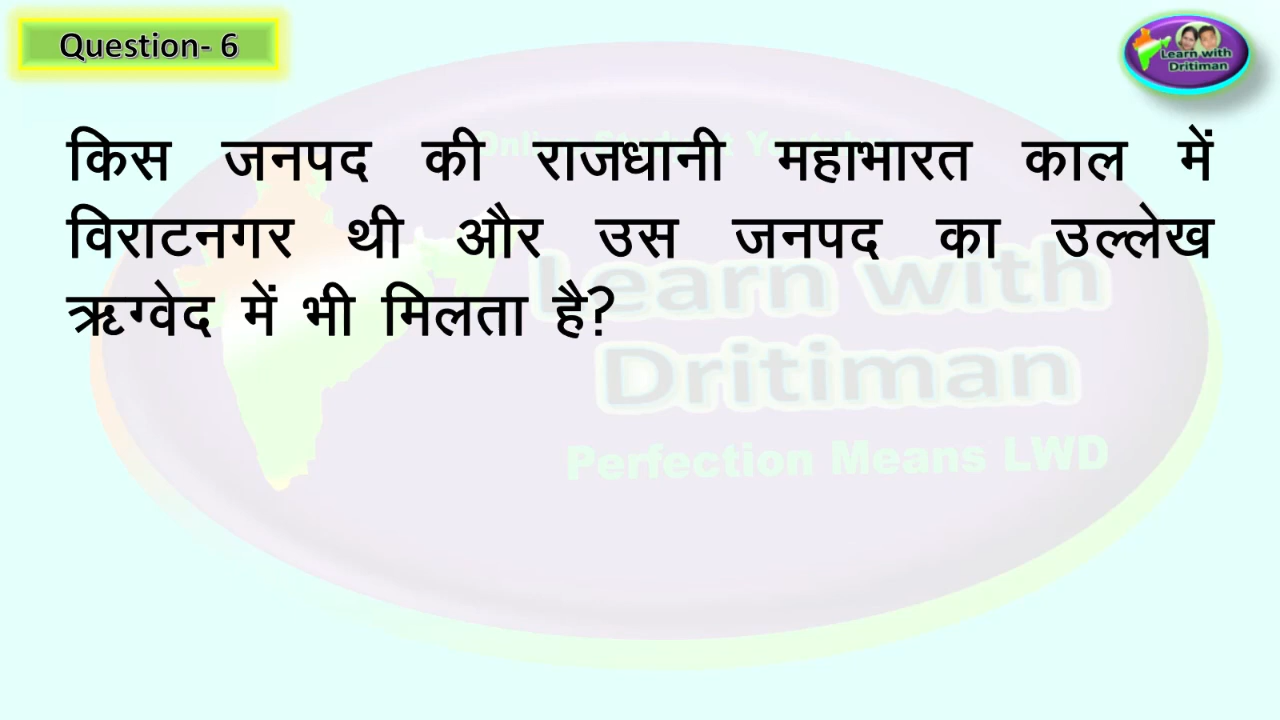 Question- 6
Learn with
Dritiman
किस जनपद की राजधानी महाभारत काल में
विराटनगर थी और उस जनपद का उल्लेख
ऋग्वेद में भी मिलता है?
Learn with
Dritiman
Perfection Means LWD